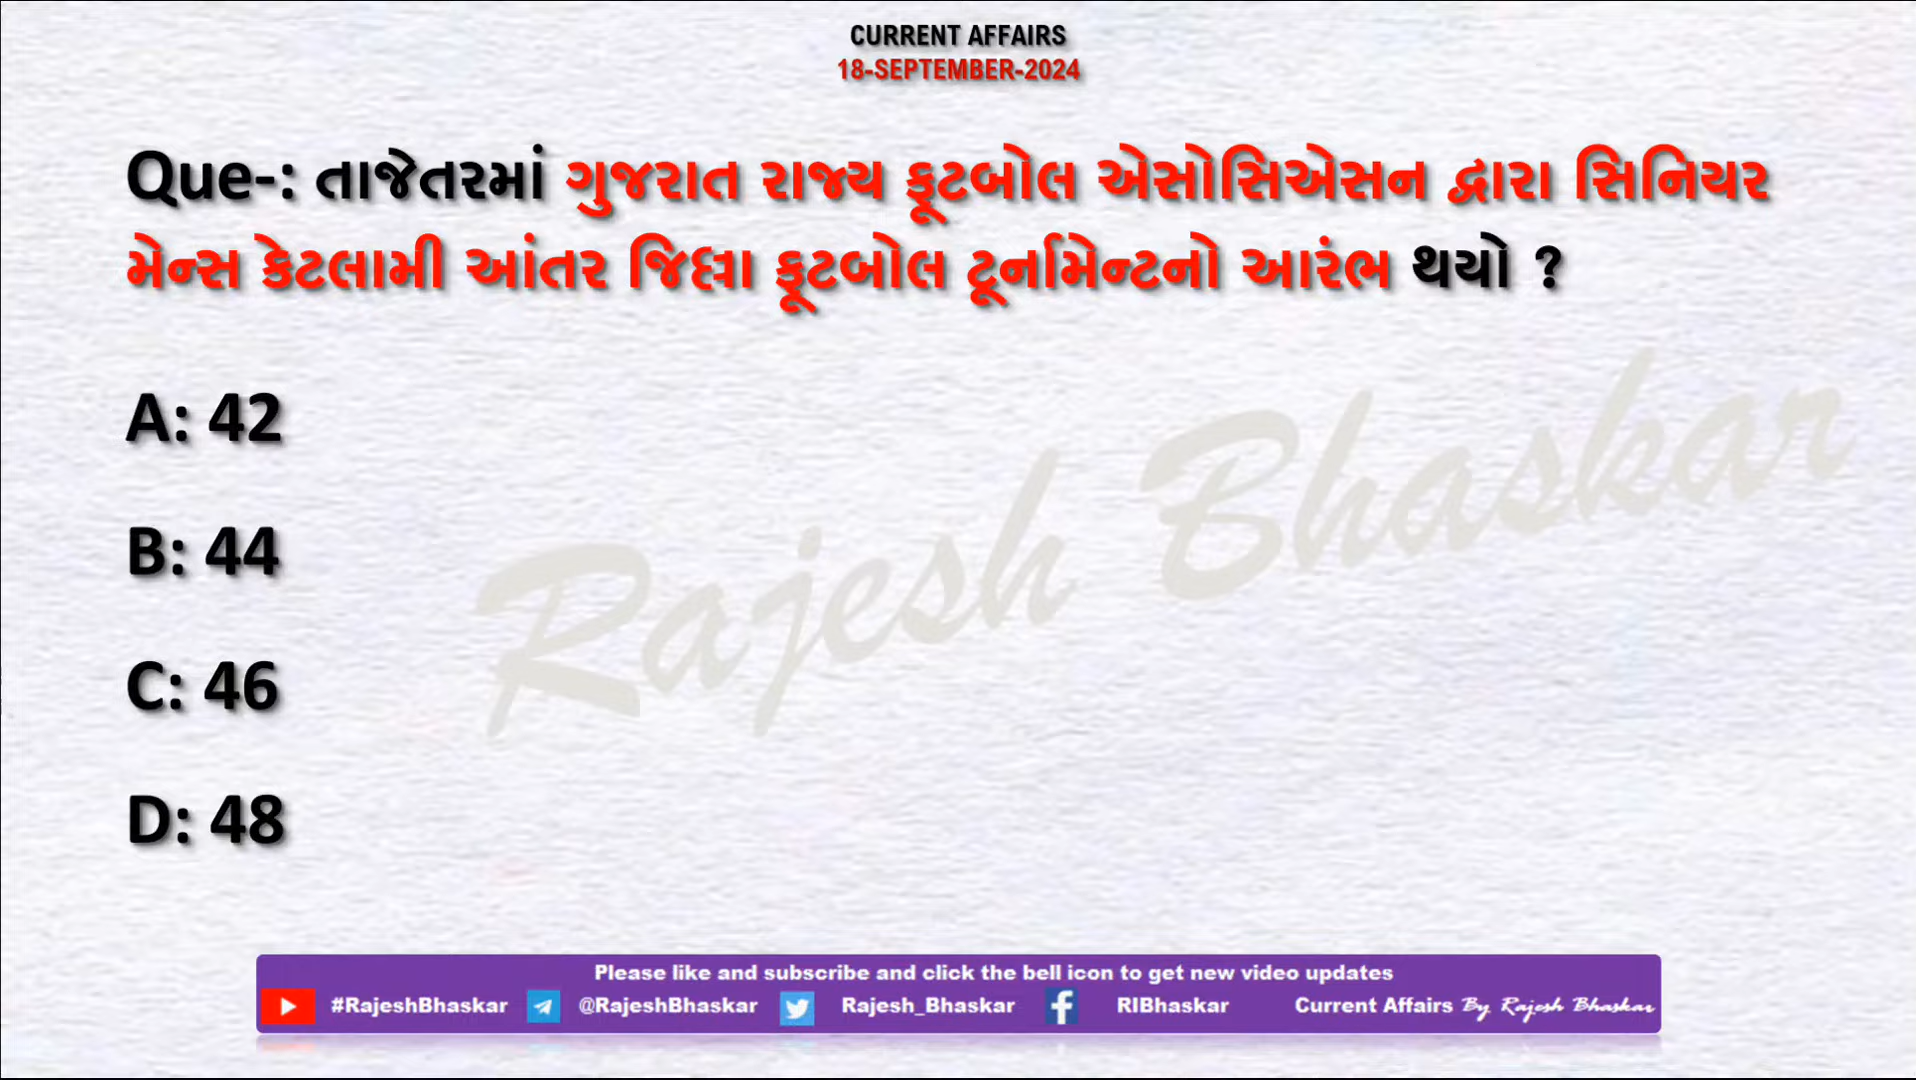 CURRENT AFFAIRS
18-SEPTEMBER-2024
Que-: તાજેતરમાં ગુજરાત રાજ્ય ફૂટબોલ એસોસિએસન દ્વારા સિનિયર
મેન્સ કેટલામી આંતર જિલ્લા ફૂટબોલ ટૂર્નામેન્ટનો આરંભ થયો ?
A: 42
B: 44
C: 46
D: 48
Rajesh Bhaskar
Please like and subscribe and click the bell icon to get new video updates
#RajeshBhaskar @RajeshBhaskar Rajesh_Bhaskar RIBhaskar Current Affairs By Rajesh Bhaskar